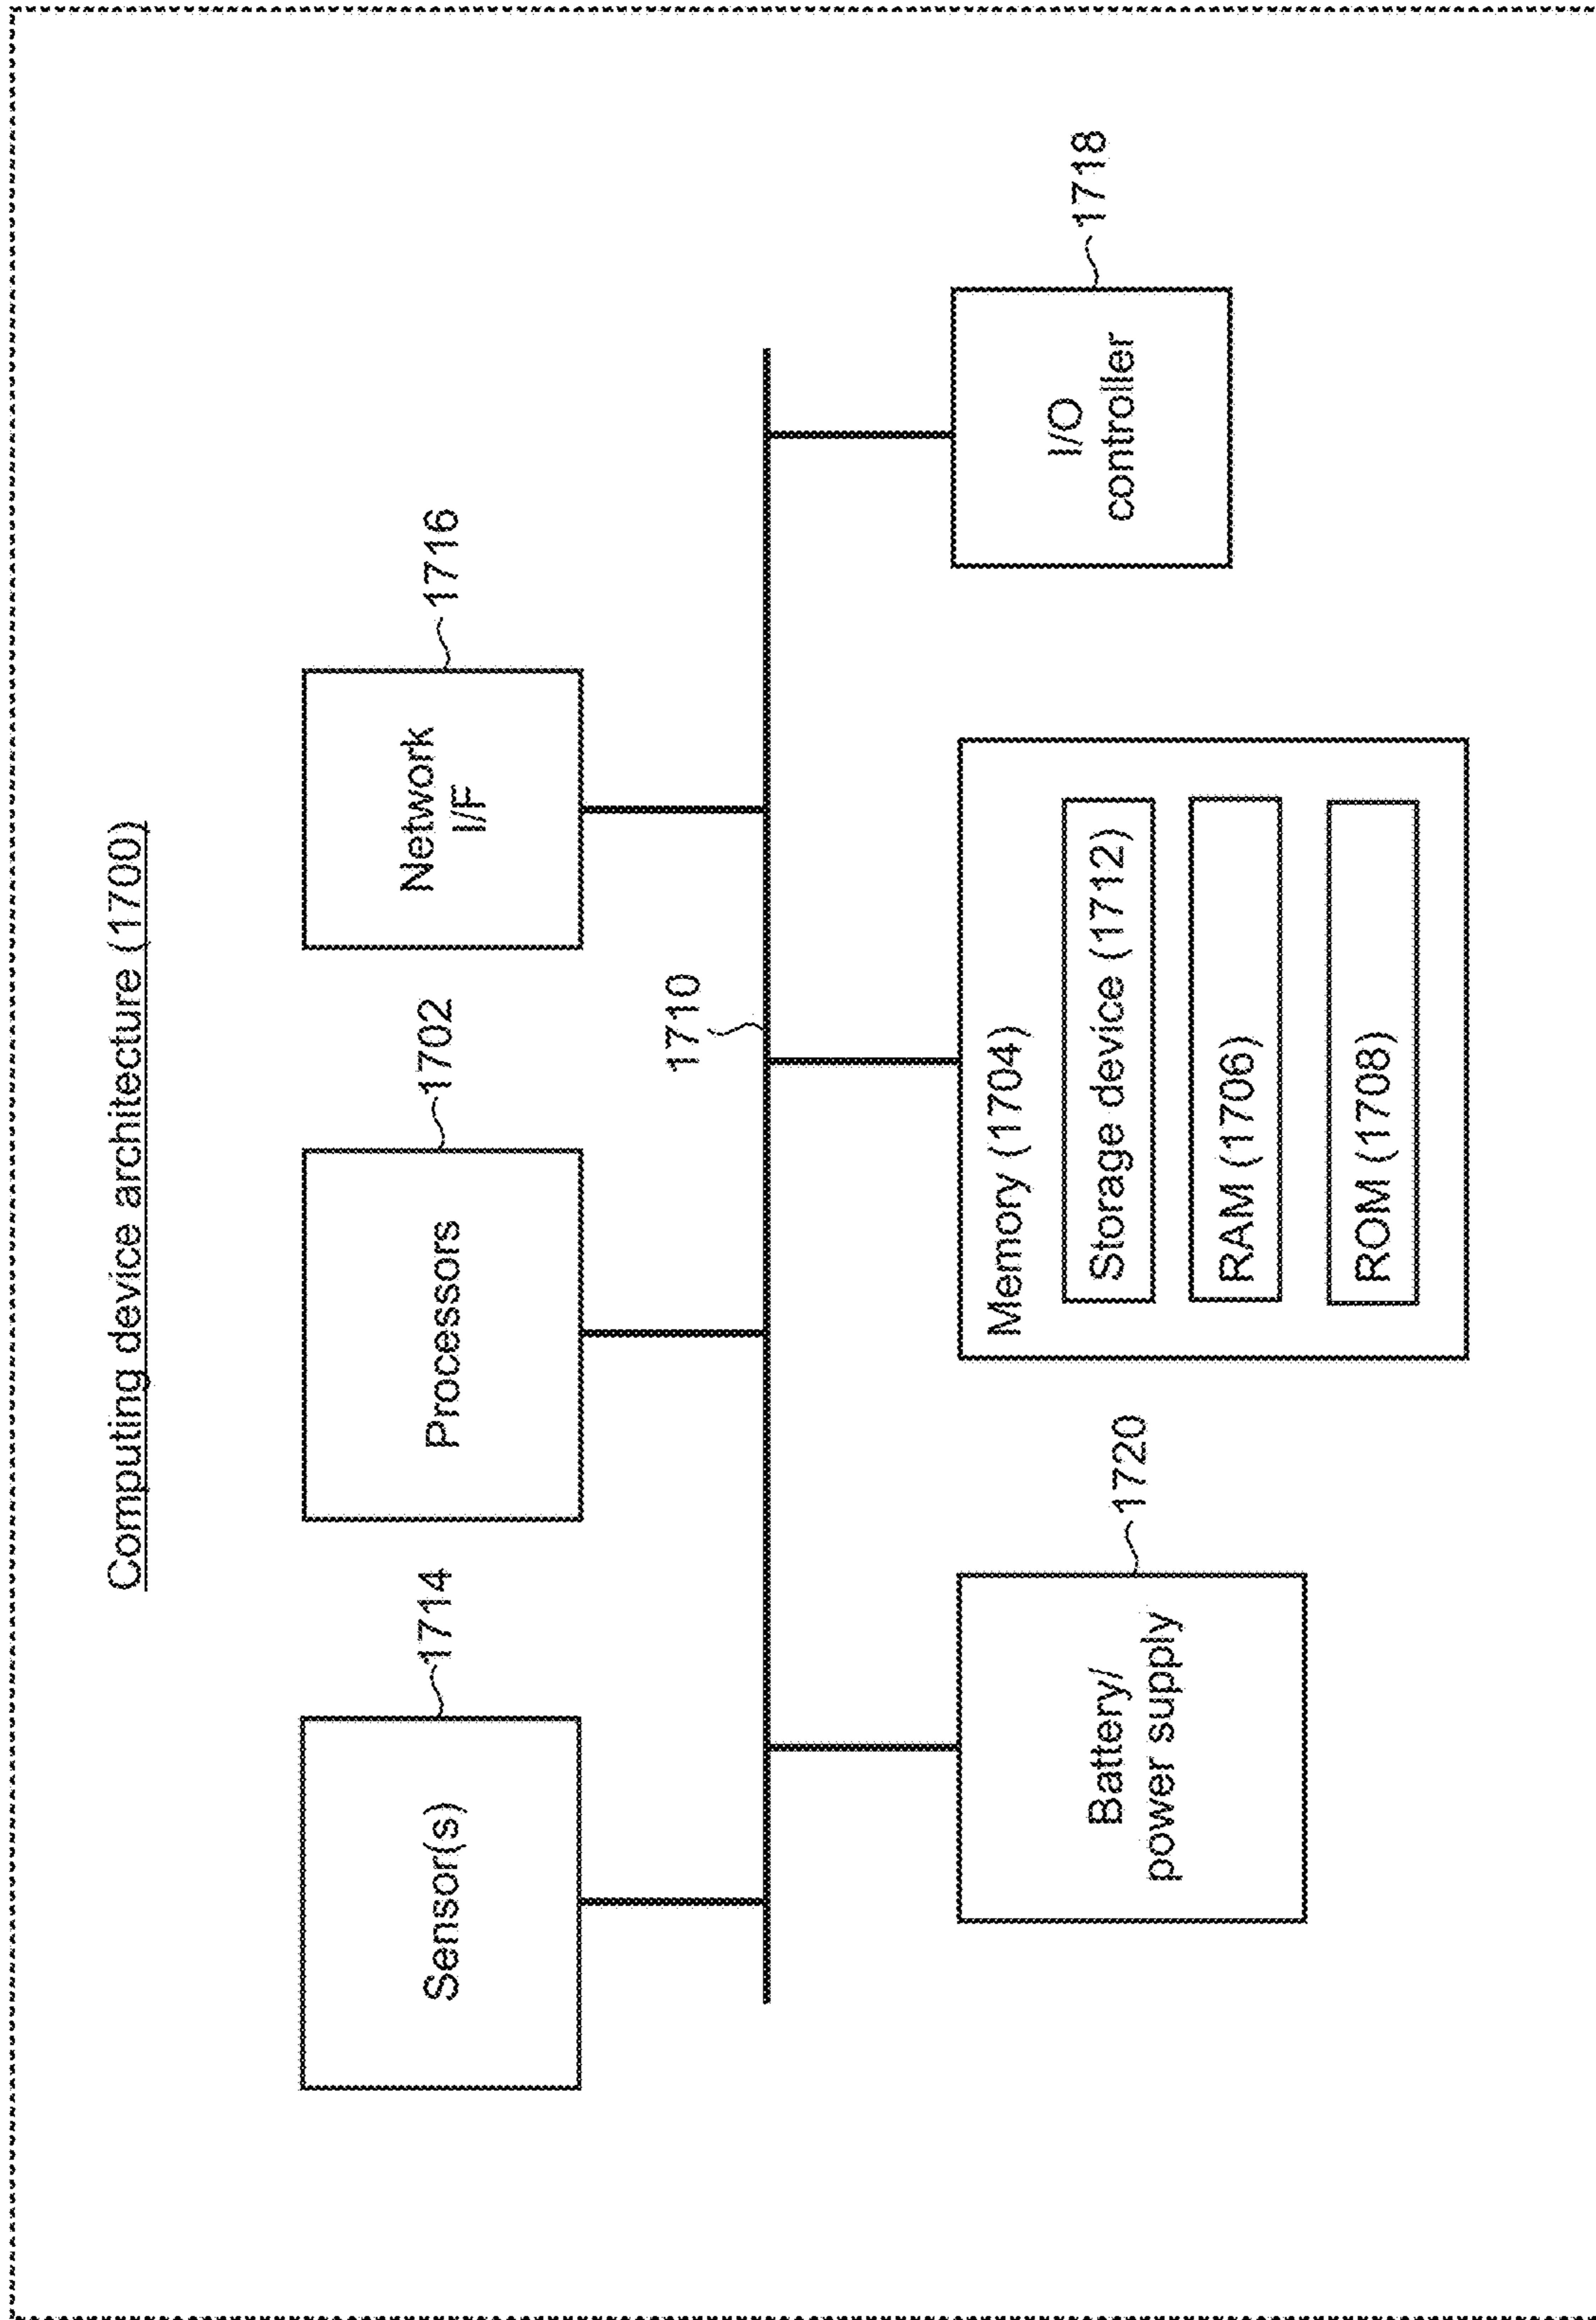 Computing device architecture (1700)
1714
1702
1716
Sensor(s)
Processors
Network
I/F
1710
1720
1718
Battery/
power supply
Memory (1704)
Storage device (1712)
RAM (1706)
ROM (1708)
I/O
controller